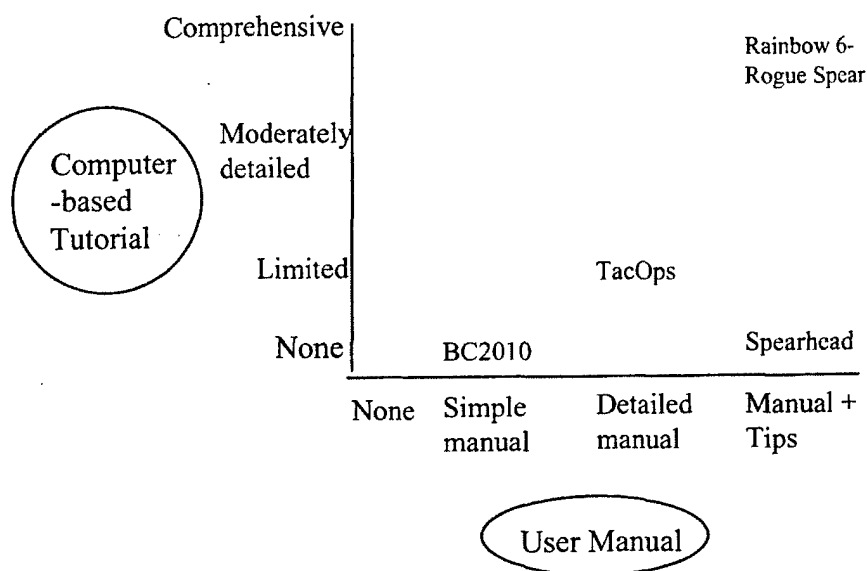 Comprehensive
Rainbow 6-
Rogue Spear
Moderately
detailed
Computer
-based
Tutorial
Limited
TacOps
None
BC2010
Spearhead
None
Simple
manual
Detailed
manual
Manual +
Tips
User Manual